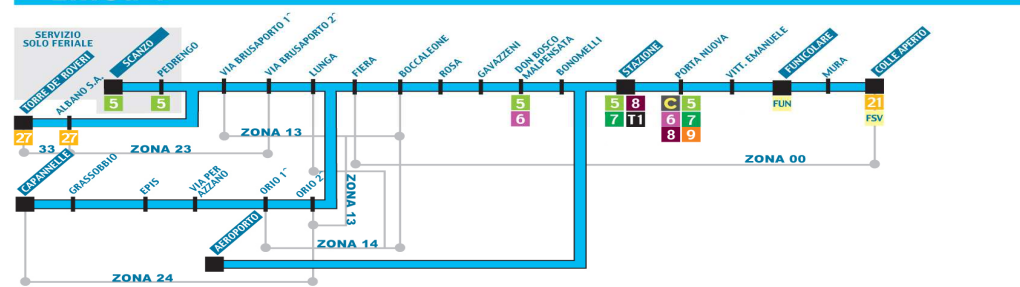 SERVIZIO
SOLO FERIALE
TORRE DE' ROVERI
ALBANO S.A.
SCANZO
PEDRENGO
VIA BRUSAPORTO 1^
VIA BRUSAPORTO 2^
LUNGA
FIERA
BOCCALEONE
ROSA
GAVAZZENI
DON BOSCO
MALPENSATA
BONOMELLI
STAZIONE
PORTA NUOVA
VITT. EMANUELE
FUNICOLARE
MURA
COLLE APERTO
5
5
5
6
5 8
7 T1
C 5
6 7
8 9
FUN
21
FSV
27
27
33
ZONA 23
ZONA 13
ZONA 00
CAPANNELLE
GRASSOBBIO
EPIS
VIA PER
AZZANO
ORIO 1^
ORIO 2^
ZONA 13
AEROPORTO
ZONA 14
ZONA 24